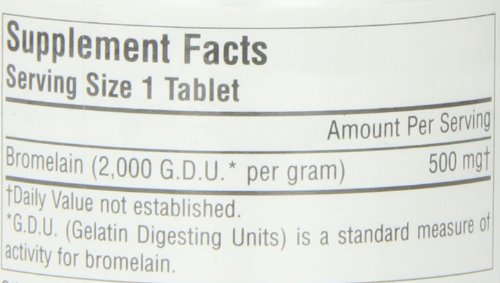 Supplement Facts
Serving Size 1 Tablet
Amount Per Serving
Bromelain (2,000 G.D.U.* per gram) 500 mg†
†Daily Value not established.
*G.D.U. (Gelatin Digesting Units) is a standard measure of
activity for bromelain.